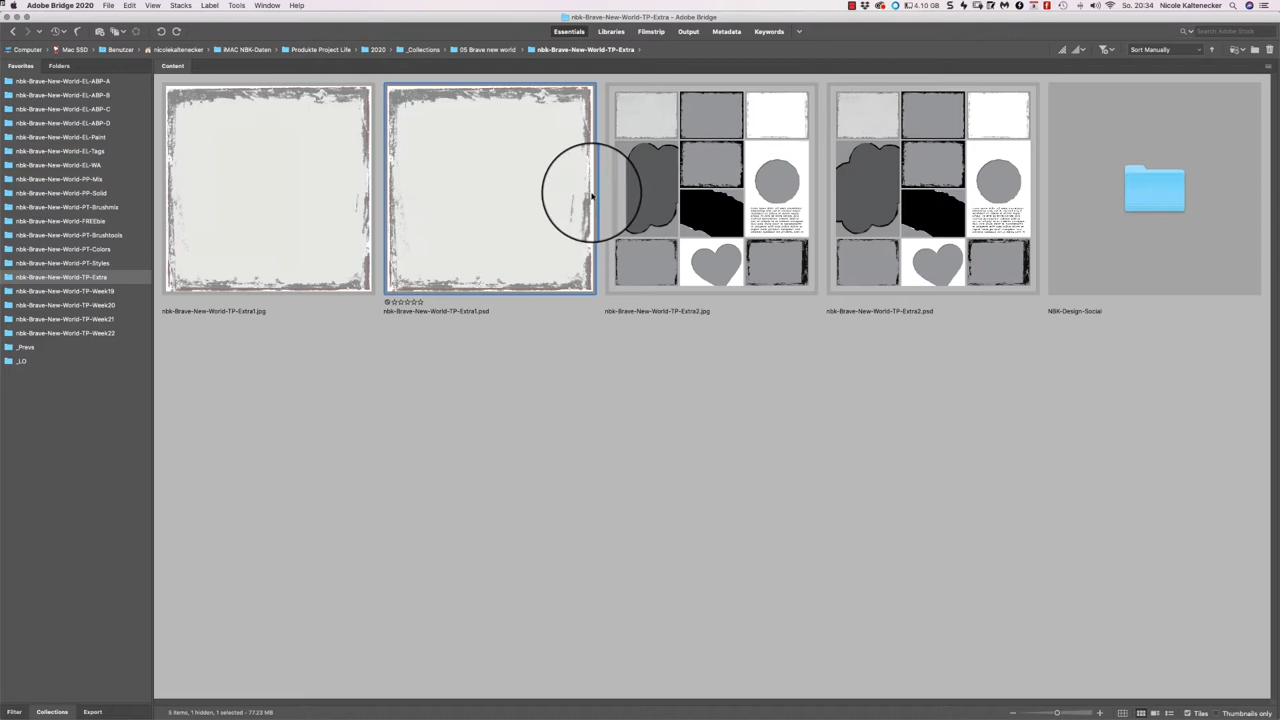 Adobe Bridge 2020 File Edit View Stacks Label Tools Window Help 4.10 GB So. 20:34 Nicole Kaltenecker
nbk-Brave-New-World-TP-Extra - Adobe Bridge
Essentials Libraries Filmstrip Output Metadata Keywords Search Adobe Stock
Computer Mac SSD Benutzer nicolekaltenecker iMAC NBK-Daten Produkte Project Life 2020 _Collections 05 Brave new world nbk-Brave-New-World-TP-Extra Sort Manually
Favorites Folders Content
nbk-Brave-New-World-EL-ABP-A
nbk-Brave-New-World-EL-ABP-B
nbk-Brave-New-World-EL-ABP-C
nbk-Brave-New-World-EL-ABP-D
nbk-Brave-New-World-EL-Paint
nbk-Brave-New-World-EL-Tags
nbk-Brave-New-World-EL-WA
nbk-Brave-New-World-PP-Mix
nbk-Brave-New-World-PP-Solid
nbk-Brave-New-World-PT-Brushmix
nbk-Brave-New-World-PT-FREEbie
nbk-Brave-New-World-PT-Brushtools
nbk-Brave-New-World-PT-Colors
nbk-Brave-New-World-PT-Styles
nbk-Brave-New-World-TP-Extra
nbk-Brave-New-World-TP-Week19
nbk-Brave-New-World-TP-Week20
nbk-Brave-New-World-TP-Week21
nbk-Brave-New-World-TP-Week22
_Prevs
_LO
nbk-Brave-New-World-TP-Extra1.jpg
nbk-Brave-New-World-TP-Extra1.psd
nbk-Brave-New-World-TP-Extra2.jpg
nbk-Brave-New-World-TP-Extra2.psd
NBK-Design-Social
Filter Collections Export 5 items, 1 hidden, 1 selected - 77.23 MB Tiles Thumbnails only